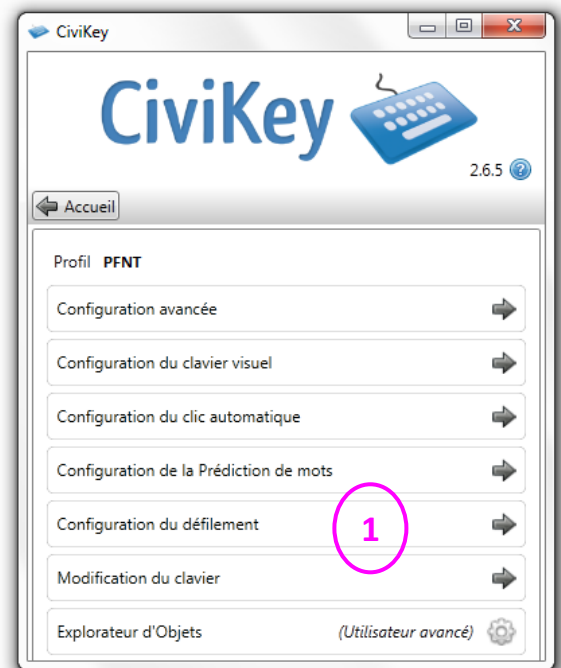 CiviKey
CiviKey
2.6.5
Accueil
Profil PFNT
Configuration avancée
Configuration du clavier visuel
Configuration du clic automatique
Configuration de la Prédiction de mots
Configuration du défilement 1
Modification du clavier
Explorateur d'Objets (Utilisateur avancé)